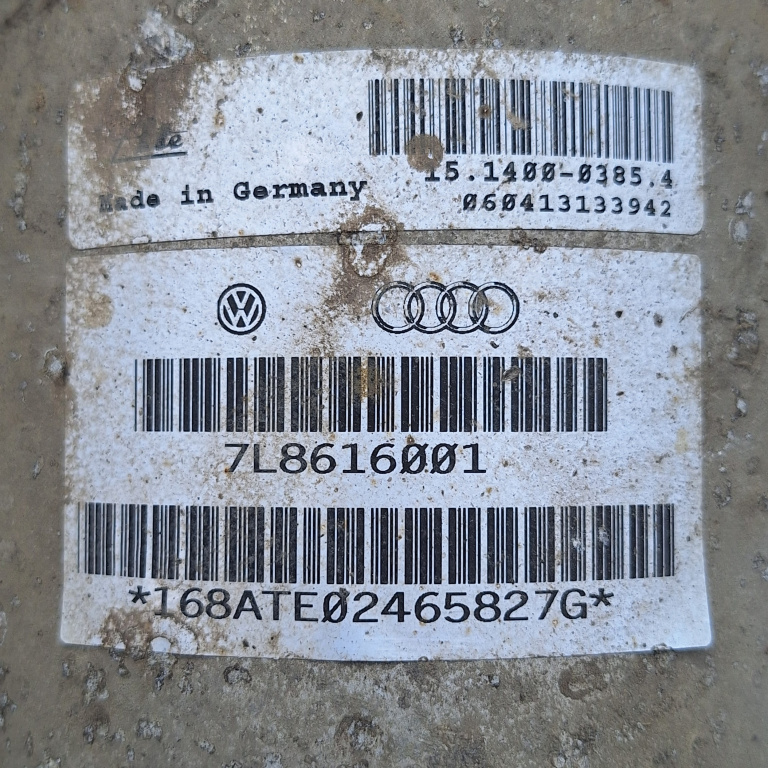 15.1400-0385.4
Made in Germany
060413133942
7L8616001
*168ATE02465827G*